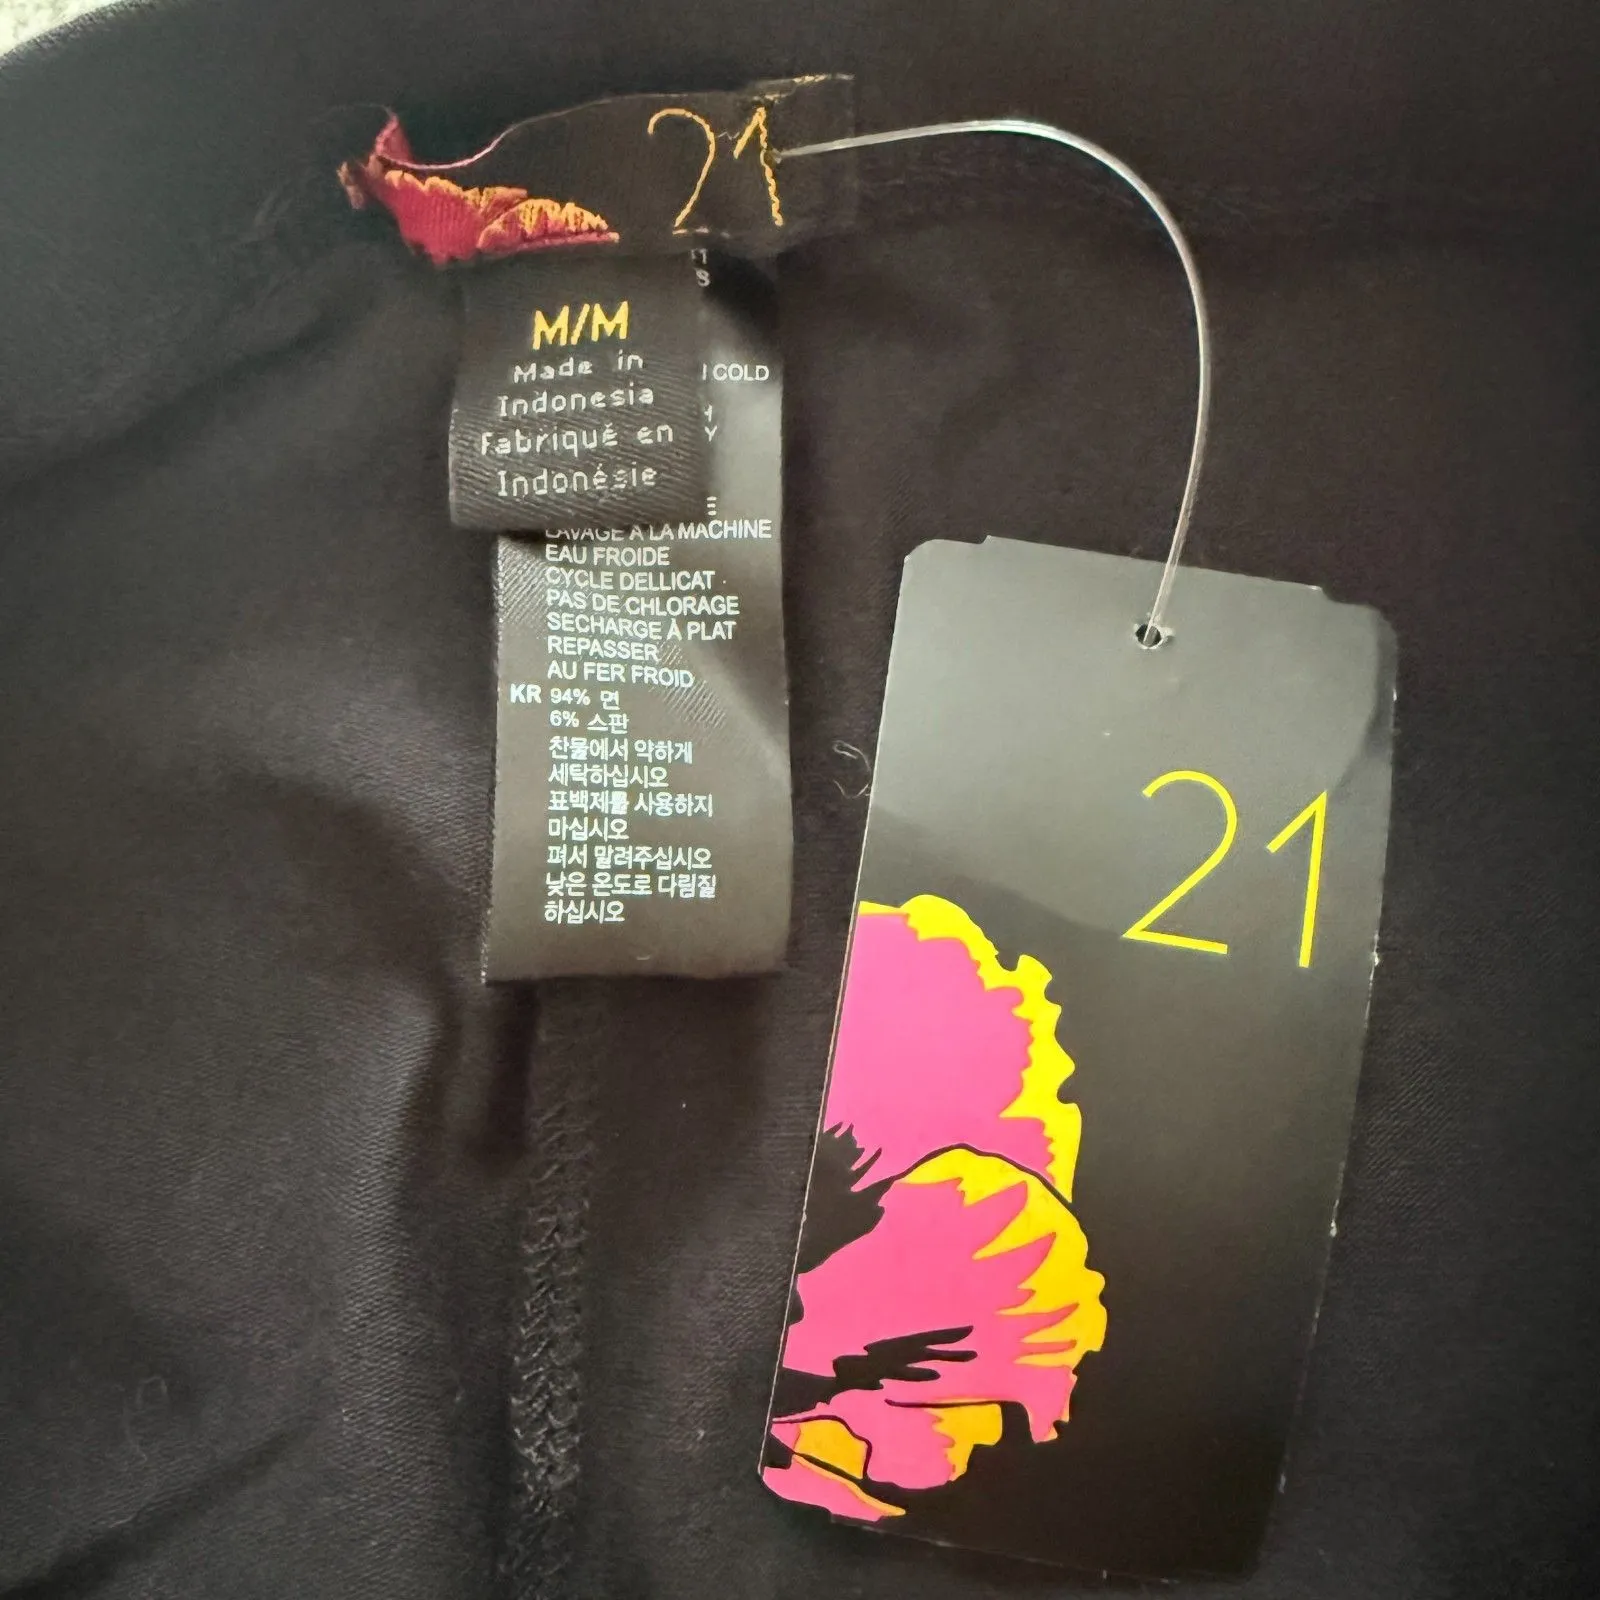 21
M/M
Made in
Indonesia
Fabriqué en
Indonésie
COLD
Y
LAVAGE A LA MACHINE
EAU FROIDE
CYCLE DELLICAT
PAS DE CHLORAGE
SECHARGE À PLAT
REPASSER
AU FER FROID
KR 94% 면
6% 스판
찬물에서 약하게
세탁하십시오
표백제를 사용하지
마십시오
펴서 말려주십시오
낮은 온도로 다림질
하십시오
21